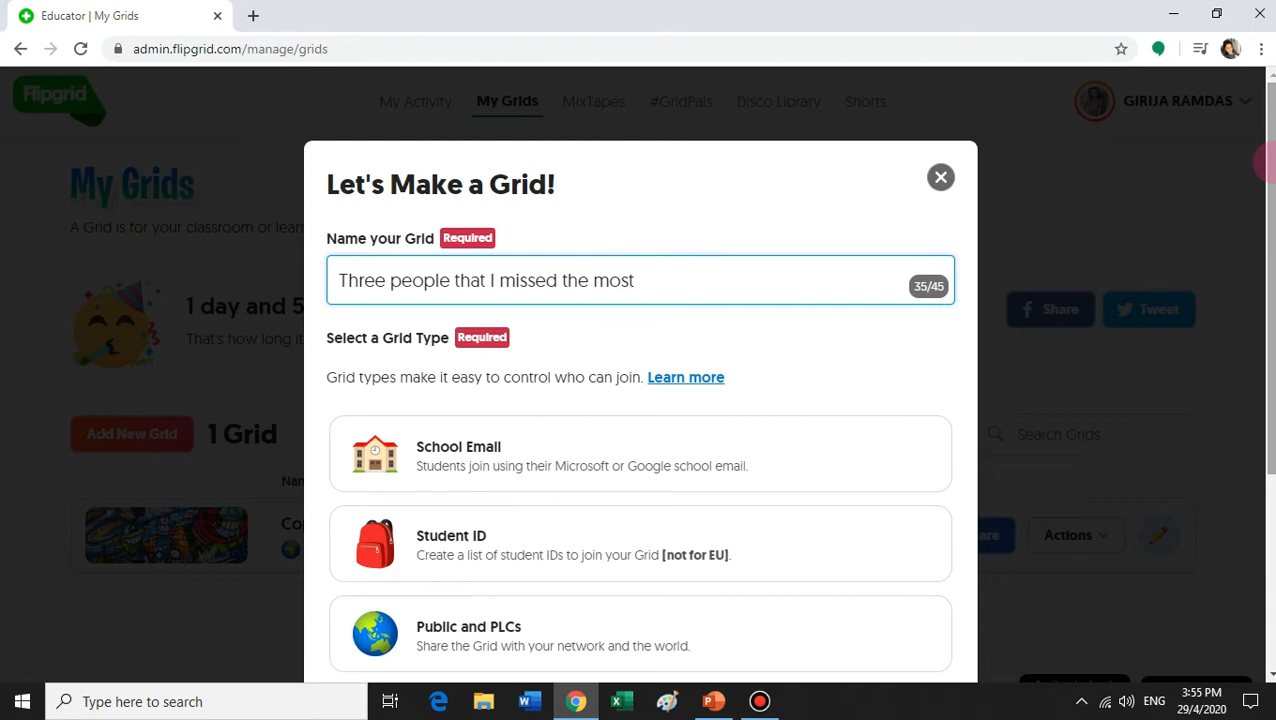 Educator | My Grids
admin.flipgrid.com/manage/grids
Flipgrid
My Activity
My Grids
MixTapes
#GridPals
Disco Library
Shorts
GIRIJA RAMDAS
My Grids
A Grid is for your classroom or lear
Let's Make a Grid!
Name your Grid Required
Three people that I missed the most
35/45
1 day and 5
That's how long i
Share
Tweet
Select a Grid Type Required
Grid types make it easy to control who can join. Learn more
Add New Grid
1 Grid
Search Grids
School Email
Students join using their Microsoft or Google school email.
Nan
Co
are
Actions
Student ID
Create a list of student IDs to join your Grid [not for EU].
Public and PLCs
Share the Grid with your network and the world.
Type here to search
ENG
3:55 PM
29/4/2020